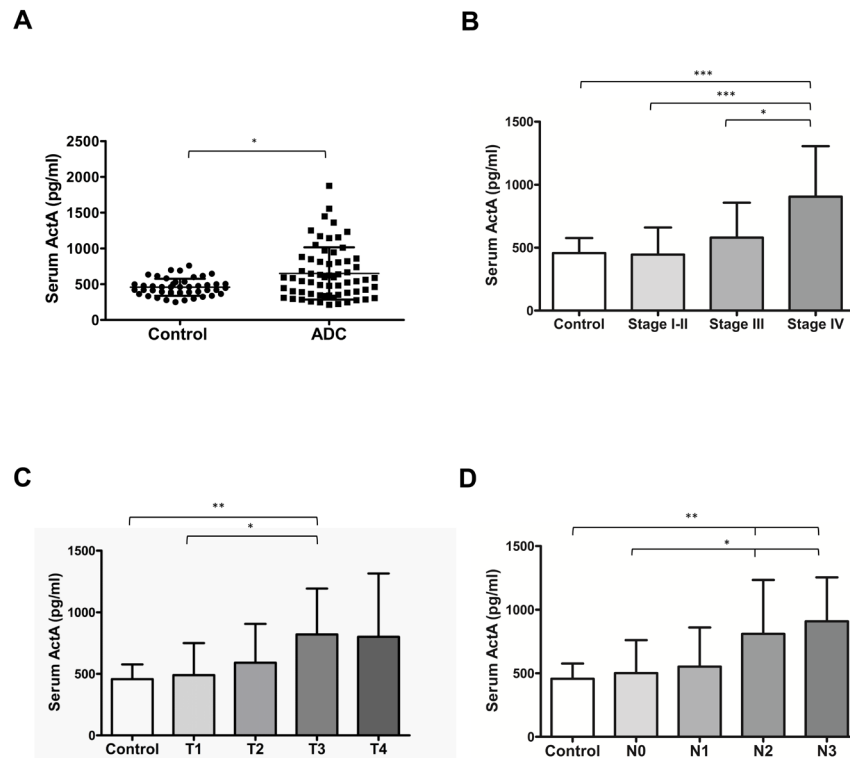 A
Serum ActA (pg/ml)
2500
2000
1500
1000
500
0
*
Control ADC
B
Serum ActA (pg/ml)
1500
1000
500
0
***
***
*
Control Stage I-II Stage III Stage IV
C
Serum ActA (pg/ml)
1500
1000
500
0
**
*
Control T1 T2 T3 T4
D
Serum ActA (pg/ml)
1500
1000
500
0
**
*
Control N0 N1 N2 N3